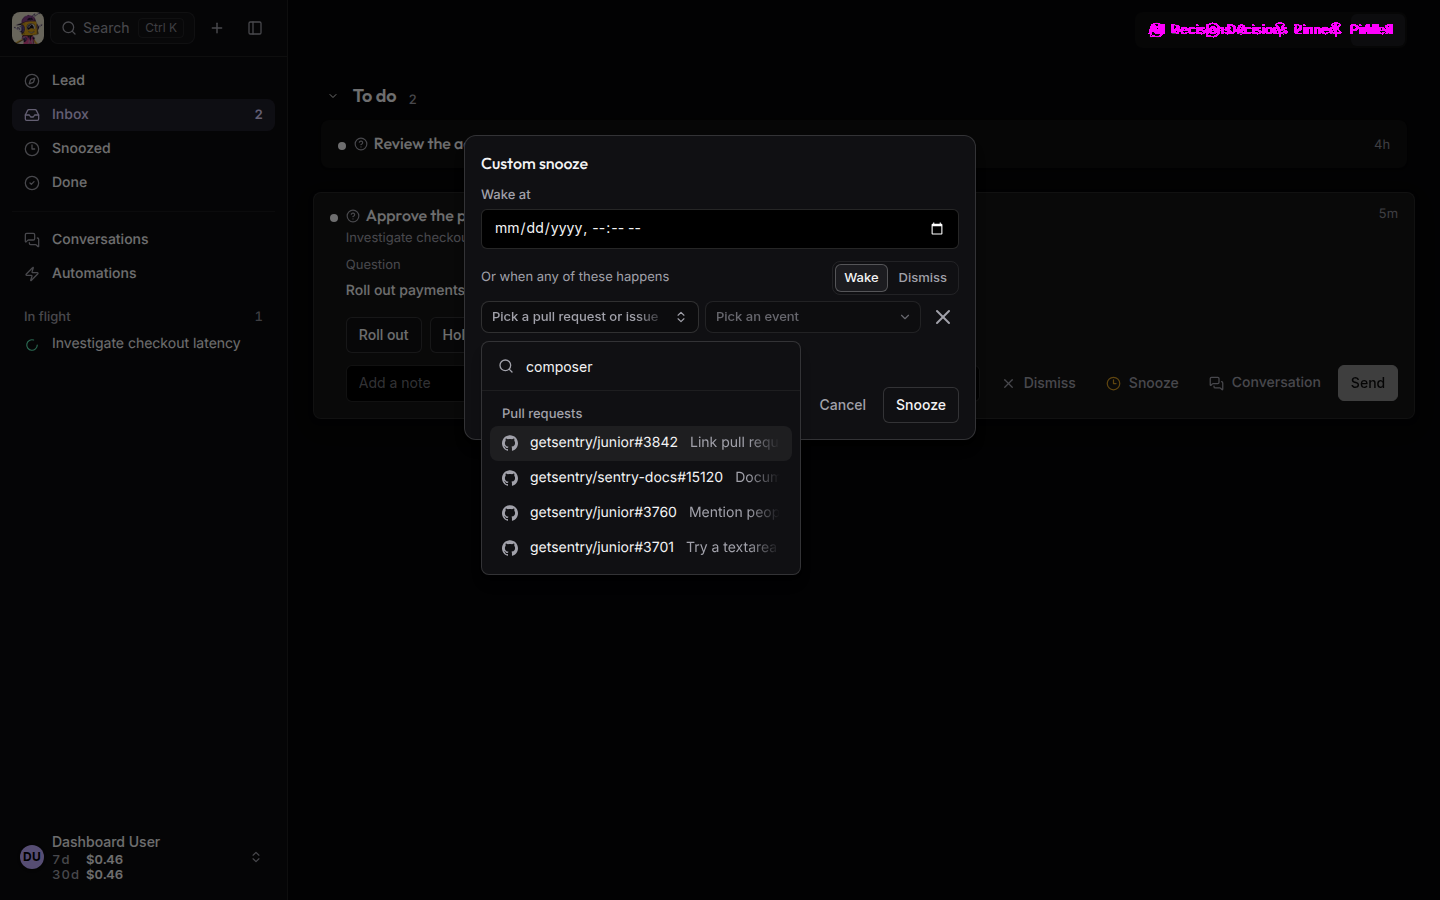 Search
Ctrl K
Lead
Inbox
2
Snoozed
Done
Conversations
Automations
In flight
1
Investigate checkout latency
Dashboard User
7d $0.46
30d $0.46
DU
To do 2
Review the a
4h
Approve the p
5m
Investigate checkou
Question
Roll out payments
Roll out
Hol
Add a note
Dismiss
Snooze
Conversation
Send
Custom snooze
Wake at
mm/dd/yyyy, --:-- --
Or when any of these happens
Wake
Dismiss
Pick a pull request or issue
Pick an event
Cancel
Snooze
composer
Pull requests
getsentry/junior#3842 Link pull requ
getsentry/sentry-docs#15120 Docum
getsentry/junior#3760 Mention peop
getsentry/junior#3701 Try a textarea